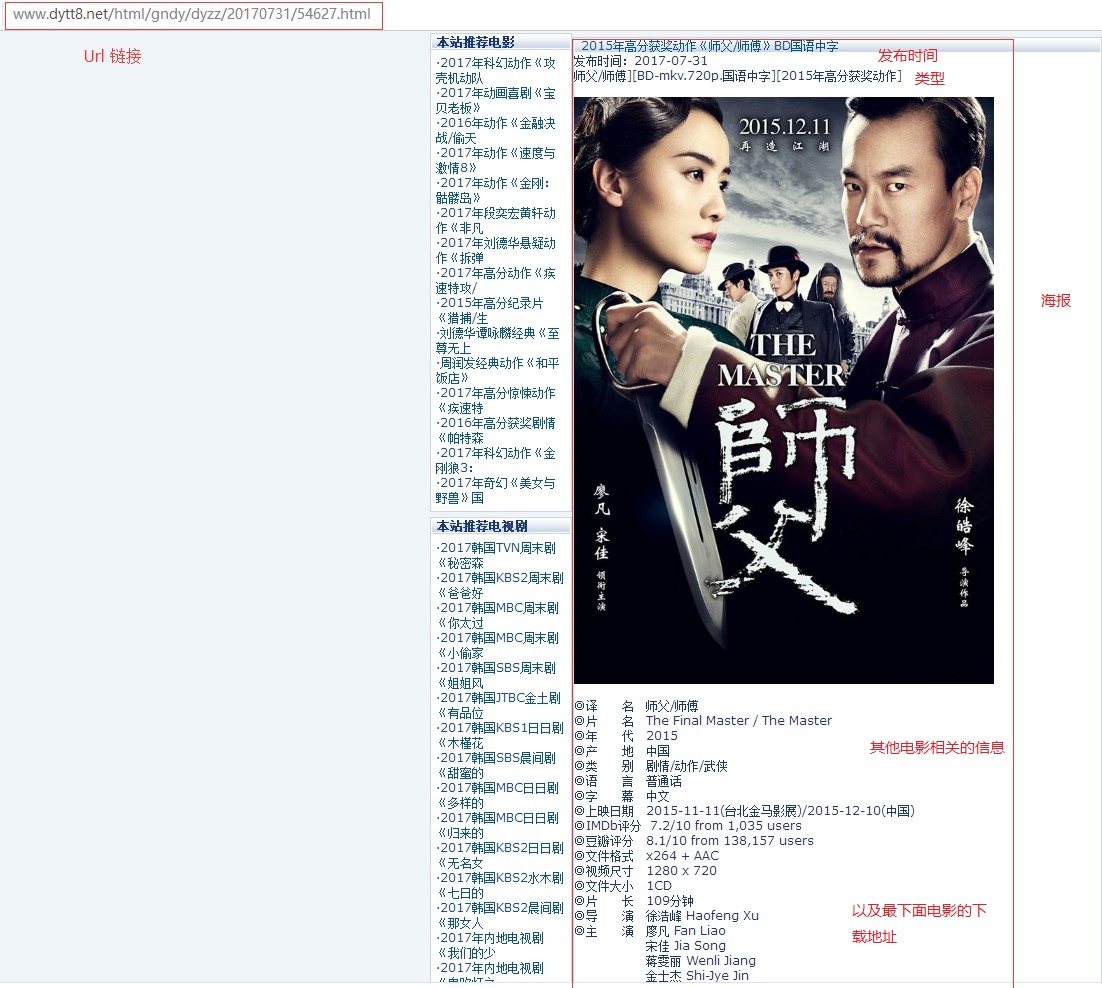 www.dytt8.net/html/gndy/dyzz/20170731/54627.html
Url 链接
本站推荐电影
·2017年科幻动作《攻
壳机动队
·2017年动画喜剧《宝
贝老板》
·2016年动作《金融决
战/偷天
·2017年动作《速度与
激情8》
·2017年动作《金刚：
骷髅岛》
·2017年段奕宏黄轩动
作《非凡
·2017年刘德华悬疑动
作《拆弹
·2017年高分动作《疾
速特攻/
·2015年高分纪录片
《猎捕/生
·刘德华谭咏麟经典《至
尊无上
·周润发经典动作《和平
饭店》
·2017年高分惊悚动作
《疾速特
·2016年高分获奖剧情
《帕特森
·2017年科幻动作《金
刚狼3：
·2017年奇幻《美女与
野兽》国
本站推荐电视剧
·2017韩国TVN周末剧
《秘密森
·2017韩国KBS2周末剧
《爸爸好
·2017韩国MBC周末剧
《你太过
·2017韩国MBC周末剧
《小偷家
·2017韩国SBS周末剧
《姐姐风
·2017韩国JTBC金土剧
《有品位
·2017韩国KBS1日日剧
《木槿花
·2017韩国SBS晨间剧
《甜蜜的
·2017韩国MBC日日剧
《多样的
·2017韩国MBC日日剧
《归来的
·2017韩国KBS2日日剧
《无名女
·2017韩国KBS2水木剧
《七日的
·2017韩国KBS2晨间剧
《那女人
·2017年内地电视剧
《我们的少
·2017年内地电视剧
2015年高分获奖动作《师父/师傅》BD国语中字
发布时间：2017-07-31
发布时间
师父/师傅][BD-mkv.720p.国语中字][2015年高分获奖动作]
类型
2015.12.11
再造江湖
海报
THE
MASTER
師父
廖凡 宋佳 领衔主演
徐皓峰 导演作品
◎译　　名　师父/师傅
◎片　　名　The Final Master / The Master
◎年　　代　2015
◎产　　地　中国
◎类　　别　剧情/动作/武侠
◎语　　言　普通话
◎字　　幕　中文
◎上映日期　2015-11-11(台北金马影展)/2015-12-10(中国)
◎IMDb评分  7.2/10 from 1,035 users
◎豆瓣评分　8.1/10 from 138,157 users
◎文件格式　x264 + AAC
◎视频尺寸　1280 x 720
◎文件大小　1CD
◎片　　长　109分钟
◎导　　演　徐浩峰 Haofeng Xu
◎主　　演　廖凡 Fan Liao
宋佳 Jia Song
蒋雯丽 Wenli Jiang
金士杰 Shi-Jye Jin
其他电影相关的信息
以及最下面电影的下
载地址